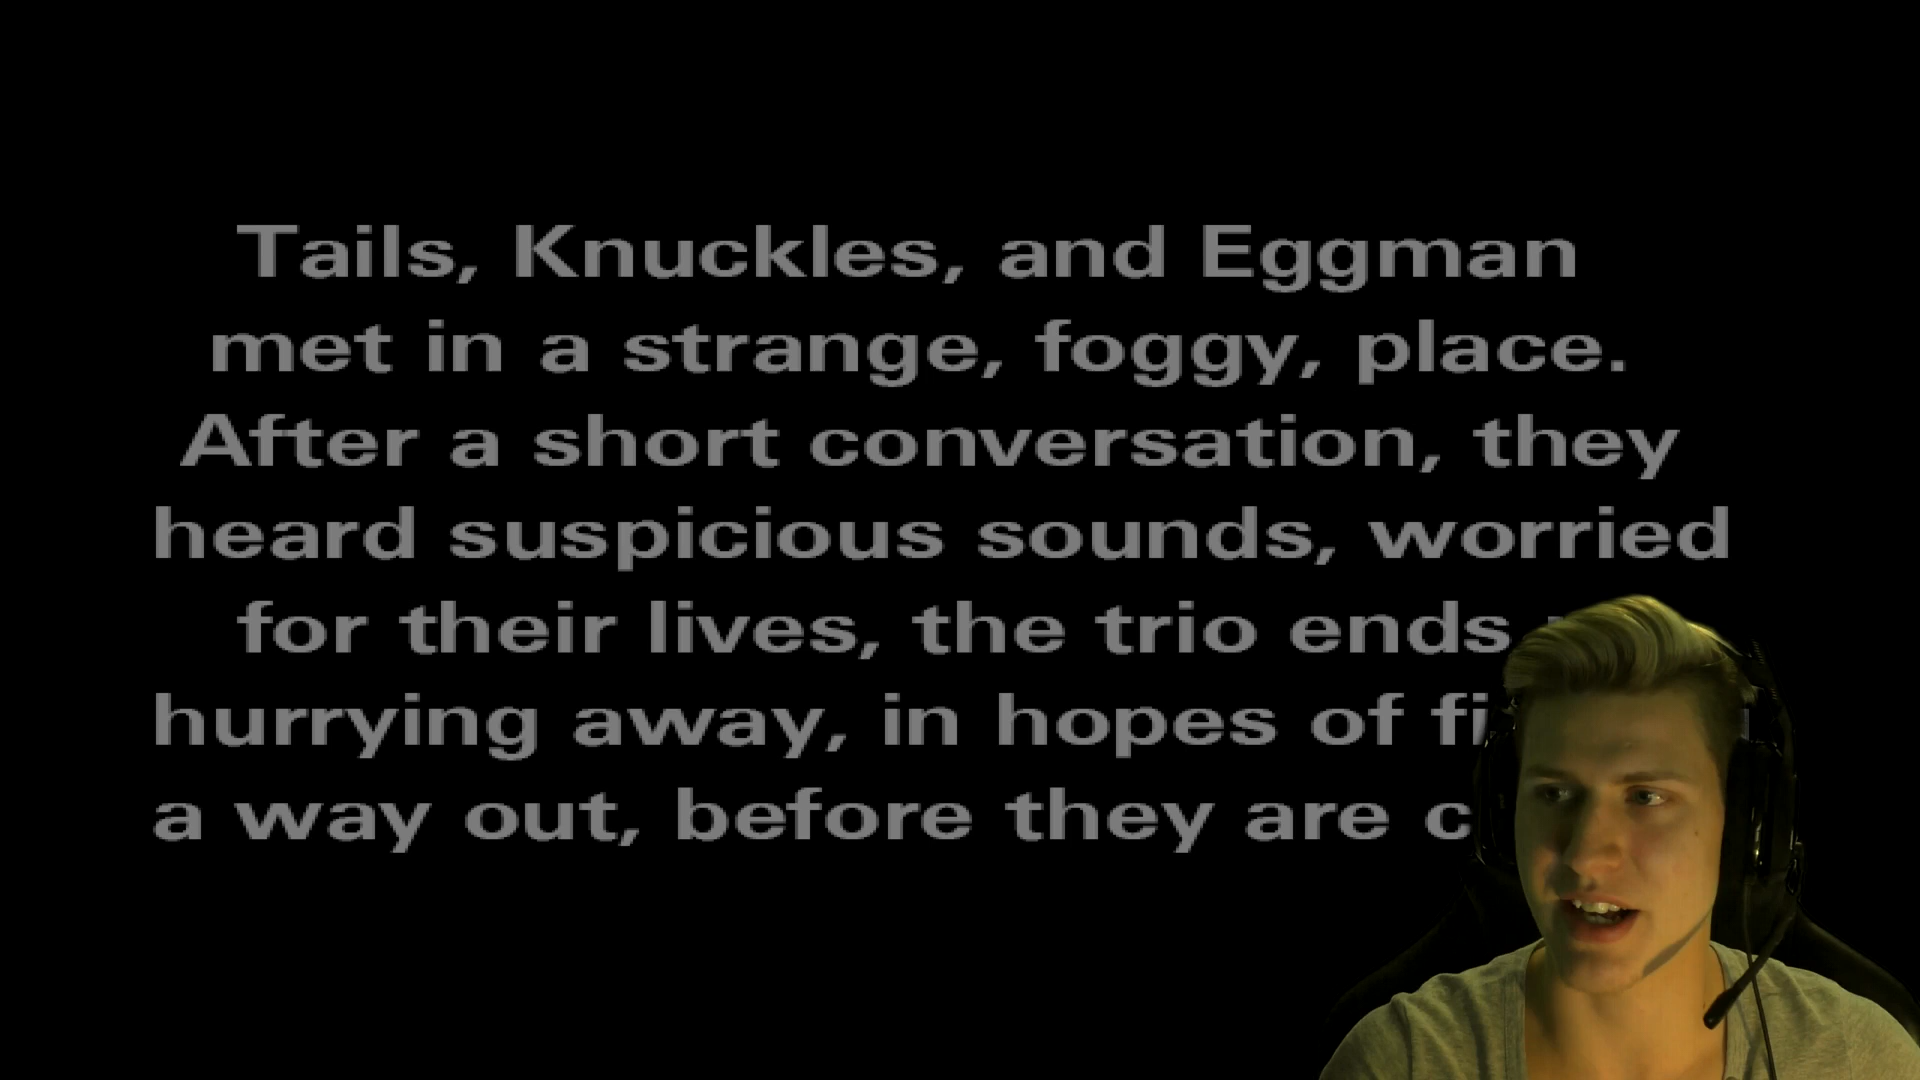 Tails, Knuckles, and Eggman
met in a strange, foggy, place.
After a short conversation, they
heard suspicious sounds, worried
for their lives, the trio ends
hurrying away, in hopes of
a way out, before they are